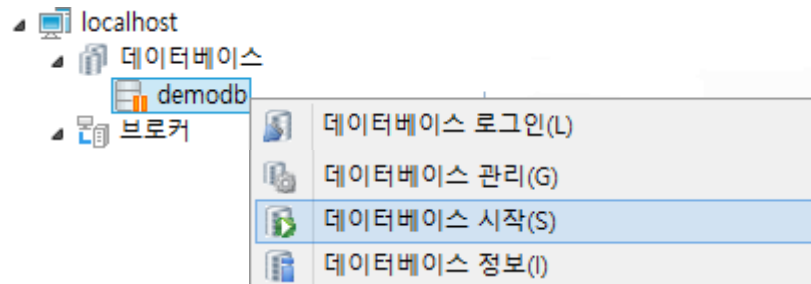 localhost
데이터베이스
demodb
브로커
데이터베이스 로그인(L)
데이터베이스 관리(G)
데이터베이스 시작(S)
데이터베이스 정보(I)